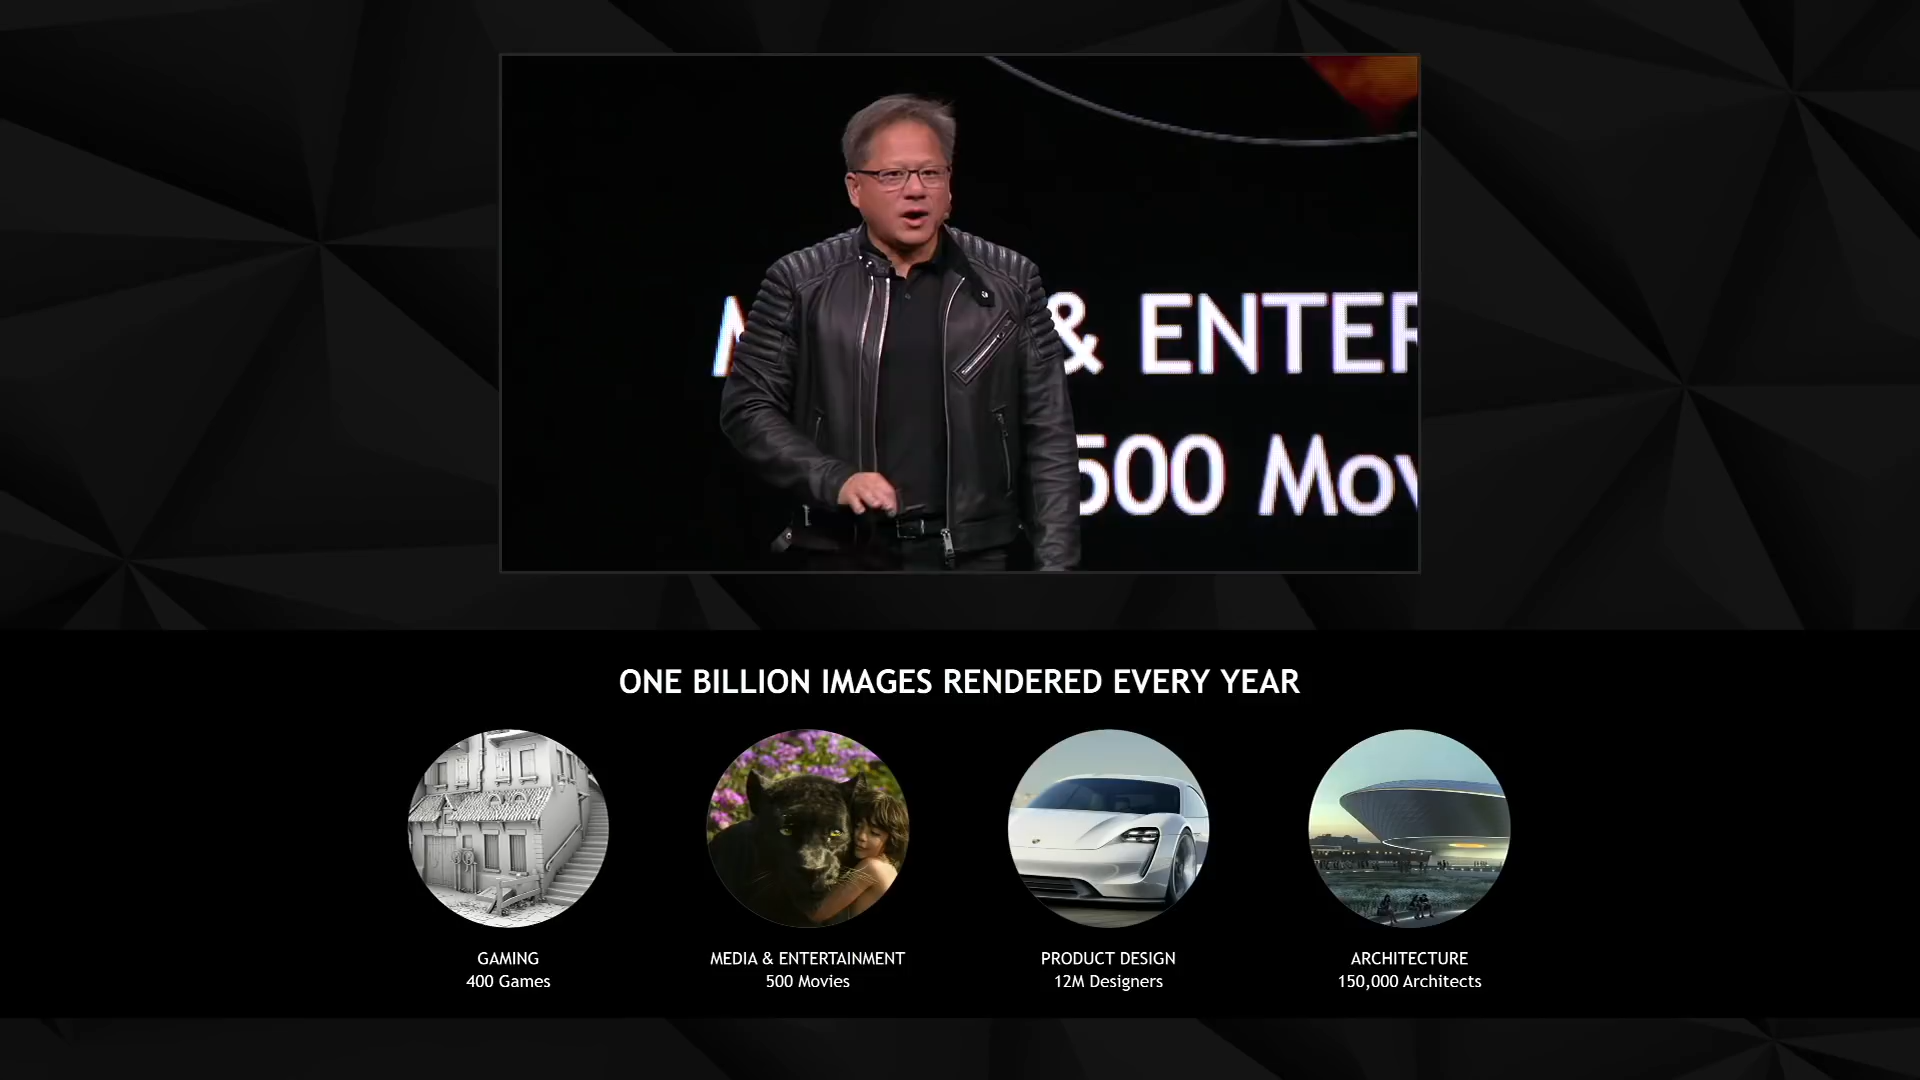 & ENTER
500 Mov
ONE BILLION IMAGES RENDERED EVERY YEAR
GAMING
400 Games
MEDIA & ENTERTAINMENT
500 Movies
PRODUCT DESIGN
12M Designers
ARCHITECTURE
150,000 Architects